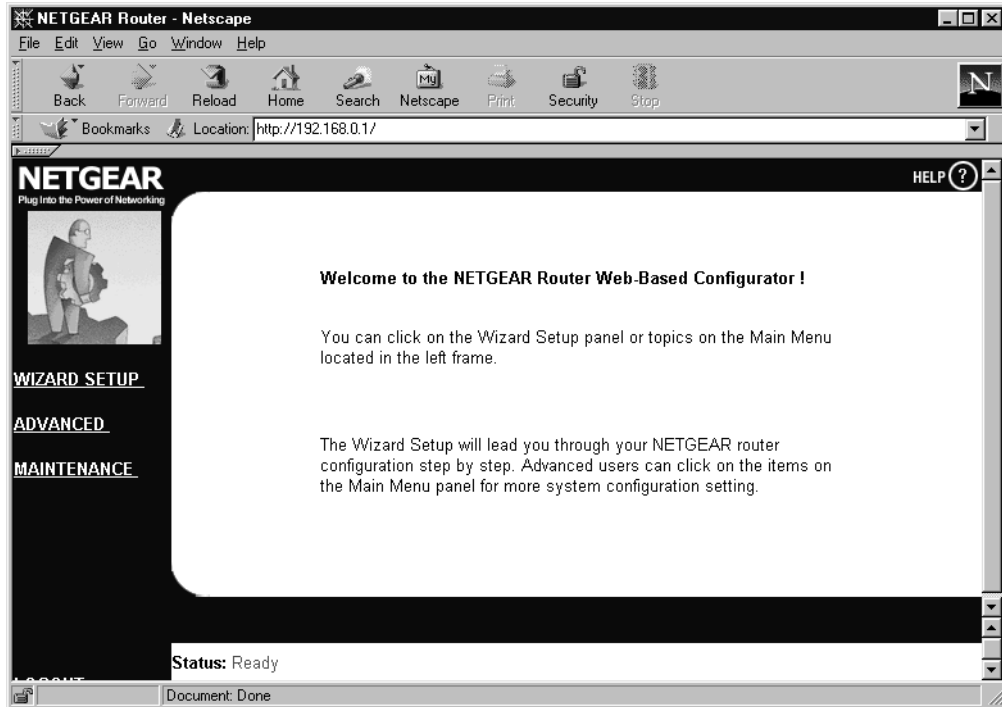 NETGEAR Router - Netscape
File Edit View Go Window Help
Back Forward Reload Home Search Netscape Print Security Stop
My
N
Bookmarks Location: http://192.168.0.1/
NETGEAR
Plug Into the Power of Networking
HELP ?
Welcome to the NETGEAR Router Web-Based Configurator !
You can click on the Wizard Setup panel or topics on the Main Menu
located in the left frame.
WIZARD SETUP
ADVANCED
MAINTENANCE
The Wizard Setup will lead you through your NETGEAR router
configuration step by step. Advanced users can click on the items on
the Main Menu panel for more system configuration setting.
Status: Ready
LOGOUT
Document: Done